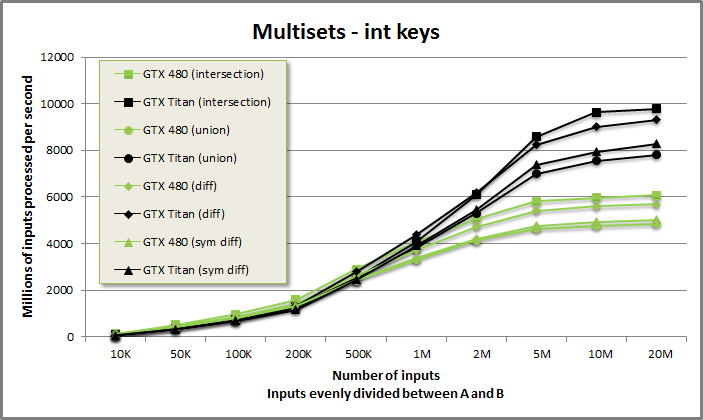 Multisets - int keys
Millions of inputs processed per second
12000
10000
8000
6000
4000
2000
0
GTX 480 (intersection)
GTX Titan (intersection)
GTX 480 (union)
GTX Titan (union)
GTX 480 (diff)
GTX Titan (diff)
GTX 480 (sym diff)
GTX Titan (sym diff)
10K 50K 100K 200K 500K 1M 2M 5M 10M 20M
Number of inputs
Inputs evenly divided between A and B